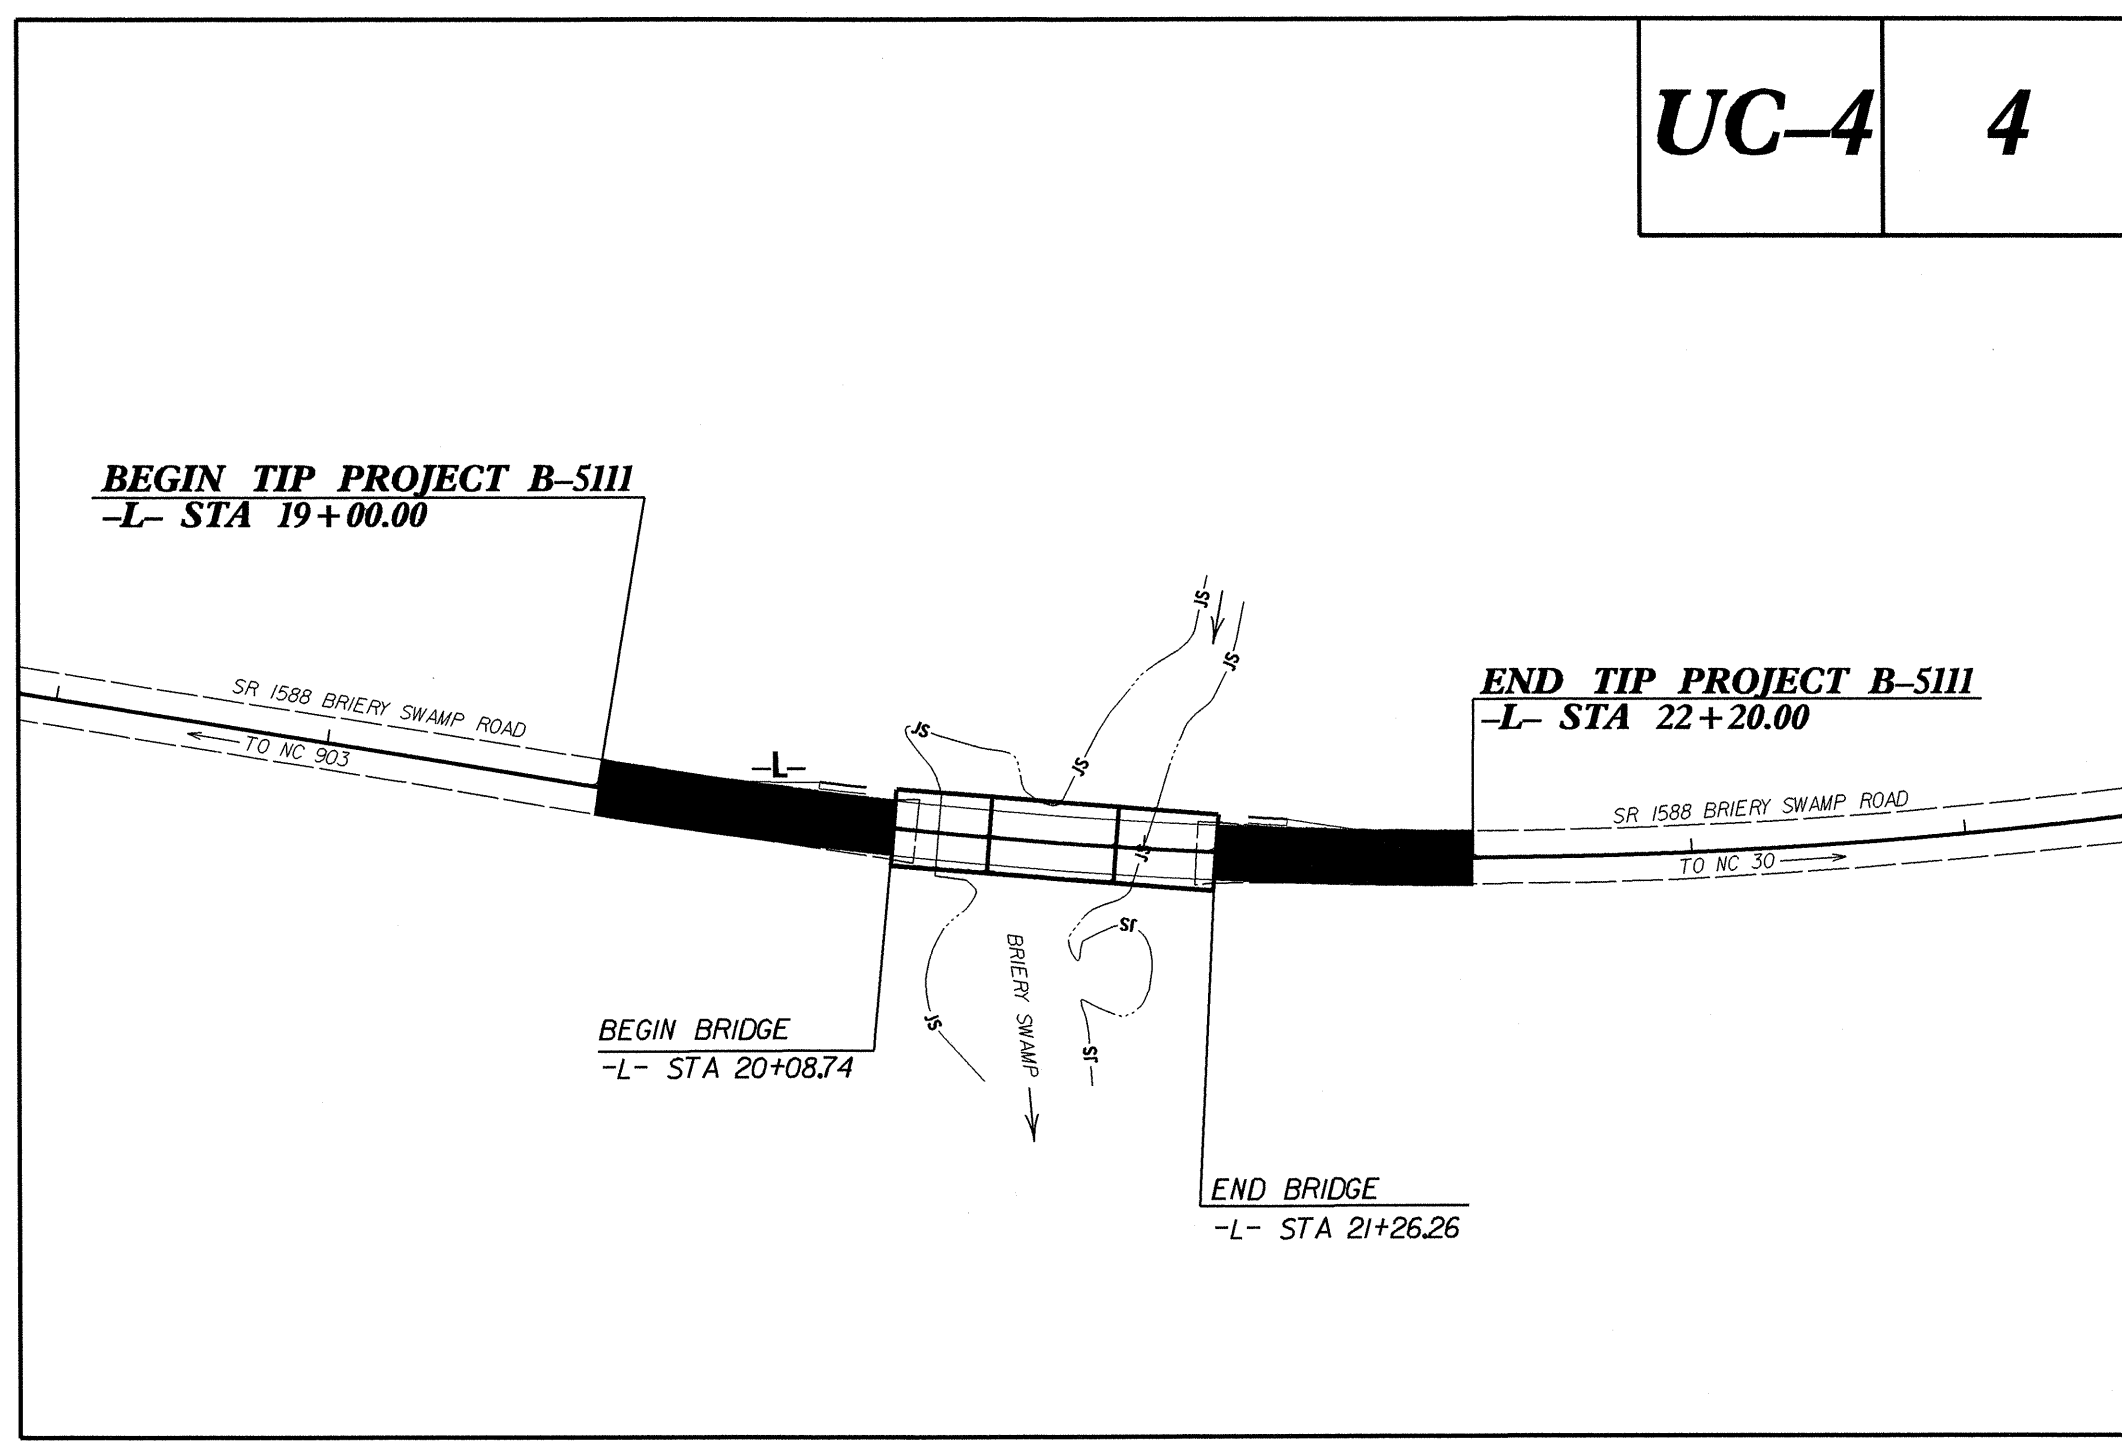 UC–4 4
BEGIN TIP PROJECT B–5111
–L– STA 19+00.00
JS
JS
END TIP PROJECT B–5111
–L– STA 22+20.00
SR 1588 BRIERY SWAMP ROAD
TO NC 903
JS
–L–
JS
SR 1588 BRIERY SWAMP ROAD
TO NC 30
JS
JS
BRIERY SWAMP
JS
JS
BEGIN BRIDGE
-L- STA 20+08.74
END BRIDGE
-L- STA 21+26.26